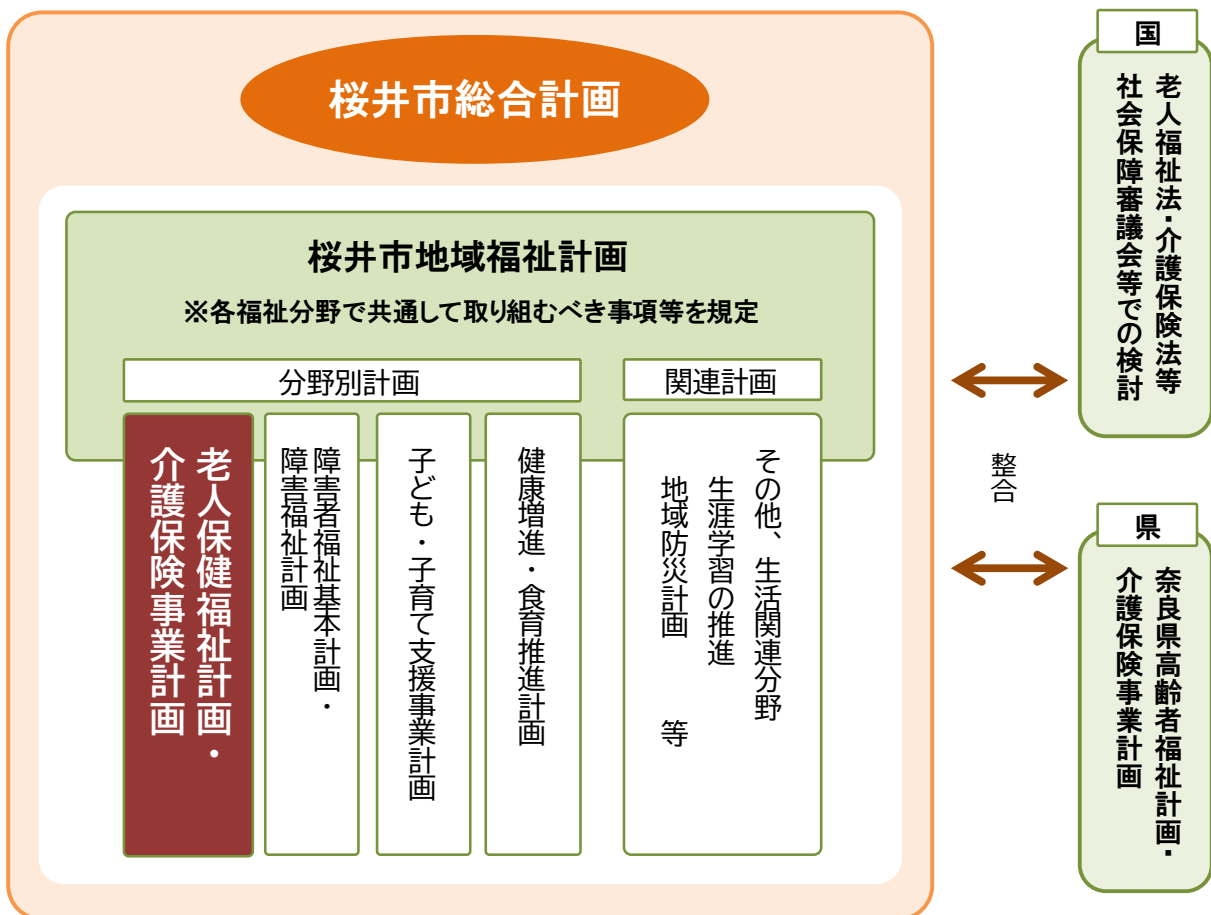 桜井市総合計画
桜井市地域福祉計画
※各福祉分野で共通して取り組むべき事項等を規定
分野別計画
老人保健福祉計画・
介護保険事業計画
障害者福祉基本計画・
障害福祉計画
子ども・子育て支援事業計画
健康増進・食育推進計画
関連計画
その他、生活関連分野
生涯学習の推進
地域防災計画 等
整合
国
老人福祉法・介護保険法等
社会保障審議会等での検討
県
奈良県高齢者福祉計画・
介護保険事業計画